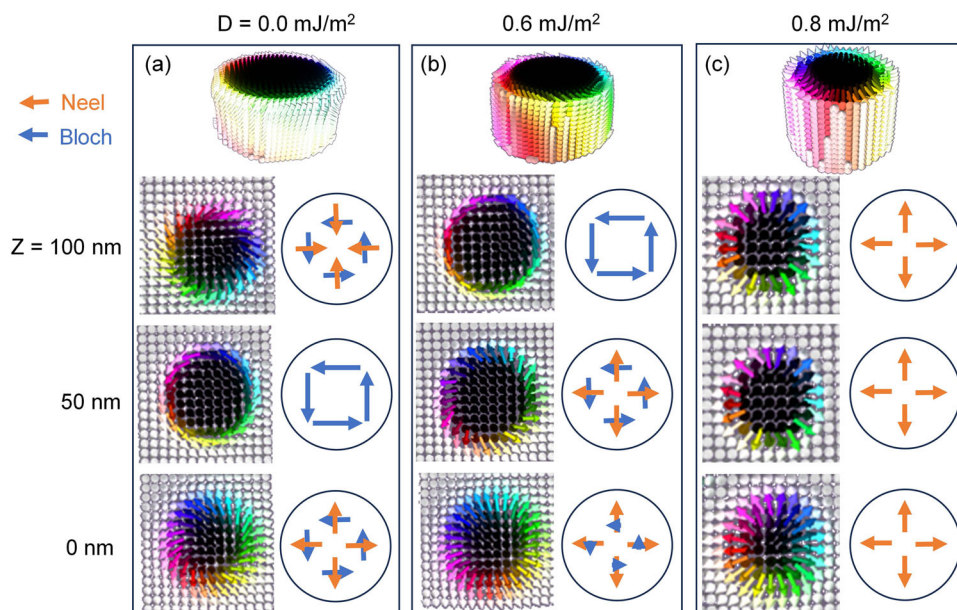 D = 0.0 mJ/m² 0.6 mJ/m² 0.8 mJ/m²
(a) (b) (c)
Neel
Bloch
Z = 100 nm
50 nm
0 nm